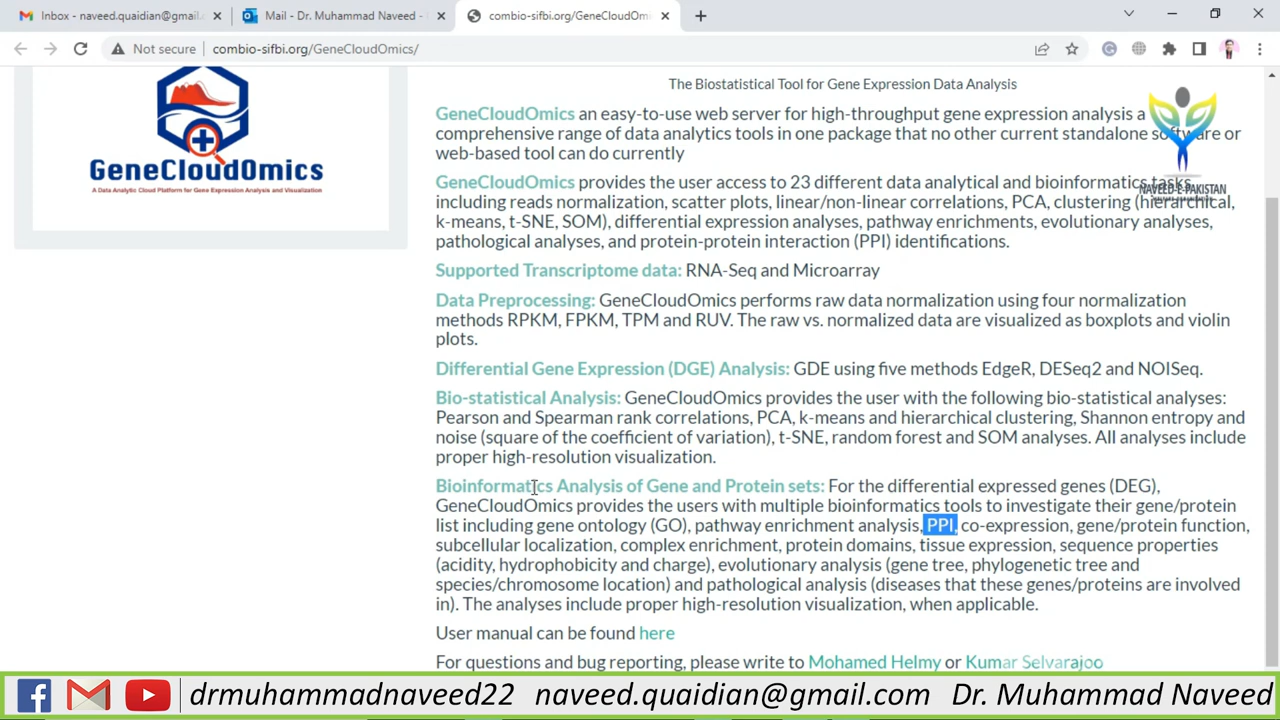 Inbox - naveed.quaidian@gmail.
Mail - Dr. Muhammad Naveed -
combio-sifbi.org/GeneCloudOmi
Not secure
combio-sifbi.org/GeneCloudOmics/
GeneCloudOmics
A Data Analytic Cloud Platform for Gene Expression Analysis and Visualization
The Biostatistical Tool for Gene Expression Data Analysis
GeneCloudOmics an easy-to-use web server for high-throughput gene expression analysis a
comprehensive range of data analytics tools in one package that no other current standalone software or
web-based tool can do currently
GeneCloudOmics provides the user access to 23 different data analytical and bioinformatics tasks
including reads normalization, scatter plots, linear/non-linear correlations, PCA, clustering (hierarchical,
k-means, t-SNE, SOM), differential expression analyses, pathway enrichments, evolutionary analyses,
pathological analyses, and protein-protein interaction (PPI) identifications.
NAVEED-E-PAKISTAN
Supported Transcriptome data: RNA-Seq and Microarray
Data Preprocessing: GeneCloudOmics performs raw data normalization using four normalization
methods RPKM, FPKM, TPM and RUV. The raw vs. normalized data are visualized as boxplots and violin
plots.
Differential Gene Expression (DGE) Analysis: GDE using five methods EdgeR, DESeq2 and NOISeq.
Bio-statistical Analysis: GeneCloudOmics provides the user with the following bio-statistical analyses:
Pearson and Spearman rank correlations, PCA, k-means and hierarchical clustering, Shannon entropy and
noise (square of the coefficient of variation), t-SNE, random forest and SOM analyses. All analyses include
proper high-resolution visualization.
Bioinformatics Analysis of Gene and Protein sets: For the differential expressed genes (DEG),
GeneCloudOmics provides the users with multiple bioinformatics tools to investigate their gene/protein
list including gene ontology (GO), pathway enrichment analysis, PPI, co-expression, gene/protein function,
subcellular localization, complex enrichment, protein domains, tissue expression, sequence properties
(acidity, hydrophobicity and charge), evolutionary analysis (gene tree, phylogenetic tree and
species/chromosome location) and pathological analysis (diseases that these genes/proteins are involved
in). The analyses include proper high-resolution visualization, when applicable.
User manual can be found here
For questions and bug reporting, please write to Mohamed Helmy or Kumar Selvarajoo
drmuhammadnaveed22 naveed.quaidian@gmail.com Dr. Muhammad Naveed